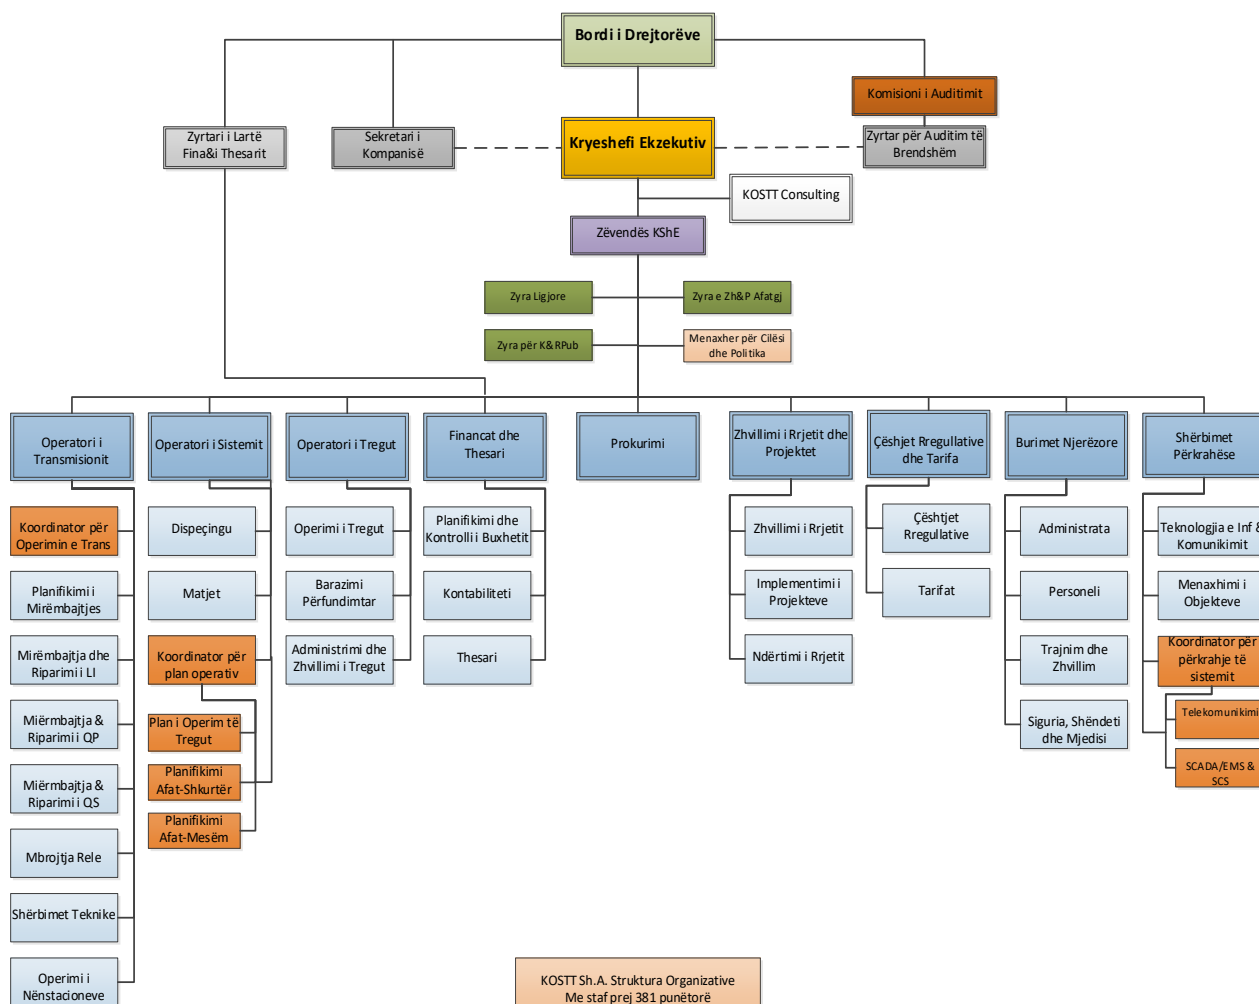 Bordi i Drejtorëve
Komisioni i Auditimit
Zyrtari i Lartë
Fina&i Thesarit
Sekretari i
Kompanisë
Kryeshefi Ekzekutiv
Zyrtar për Auditim të
Brendshëm
KOSTT Consulting
Zëvendës KShE
Zyra Ligjore
Zyra e Zh&P Afatgj
Zyra për K&RPub
Menaxher për Cilësi
dhe Politika
Operatori i
Transmisionit
Operatori i Sistemit
Operatori i Tregut
Financat dhe
Thesari
Prokurimi
Zhvillimi i Rrjetit dhe
Projektet
Çështjet Rregullative
dhe Tarifa
Burimet Njerëzore
Shërbimet
Përkrahëse
Koordinator për
Operimin e Trans
Planifikimi i
Mirëmbajtjes
Mirëmbajtja dhe
Riparimi i LI
Miërmbajtja &
Riparimi i QP
Miërmbajtja &
Riparimi i QS
Mbrojtja Rele
Shërbimet Teknike
Operimi i
Nënstacioneve
Dispeçingu
Matjet
Koordinator për
plan operativ
Plan i Operim të
Tregut
Planifikimi
Afat-Shkurtër
Planifikimi
Afat-Mesëm
Operimi i Tregut
Barazimi
Përfundimtar
Administrimi dhe
Zhvillimi i Tregut
Planifikimi dhe
Kontrolli i Buxhetit
Kontabiliteti
Thesari
Zhvillimi i Rrjetit
Implementimi i
Projekteve
Ndërtimi i Rrjetit
Çështjet
Rregullative
Tarifat
Administrata
Personeli
Trajnim dhe
Zhvillim
Siguria, Shëndeti
dhe Mjedisi
Teknologjia e Inf &
Komunikimit
Menaxhimi i
Objekteve
Koordinator për
përkrahje të
sistemit
Telekomunikimi
SCADA/EMS &
SCS
KOSTT Sh.A. Struktura Organizative
Me staf prej 381 punëtorë